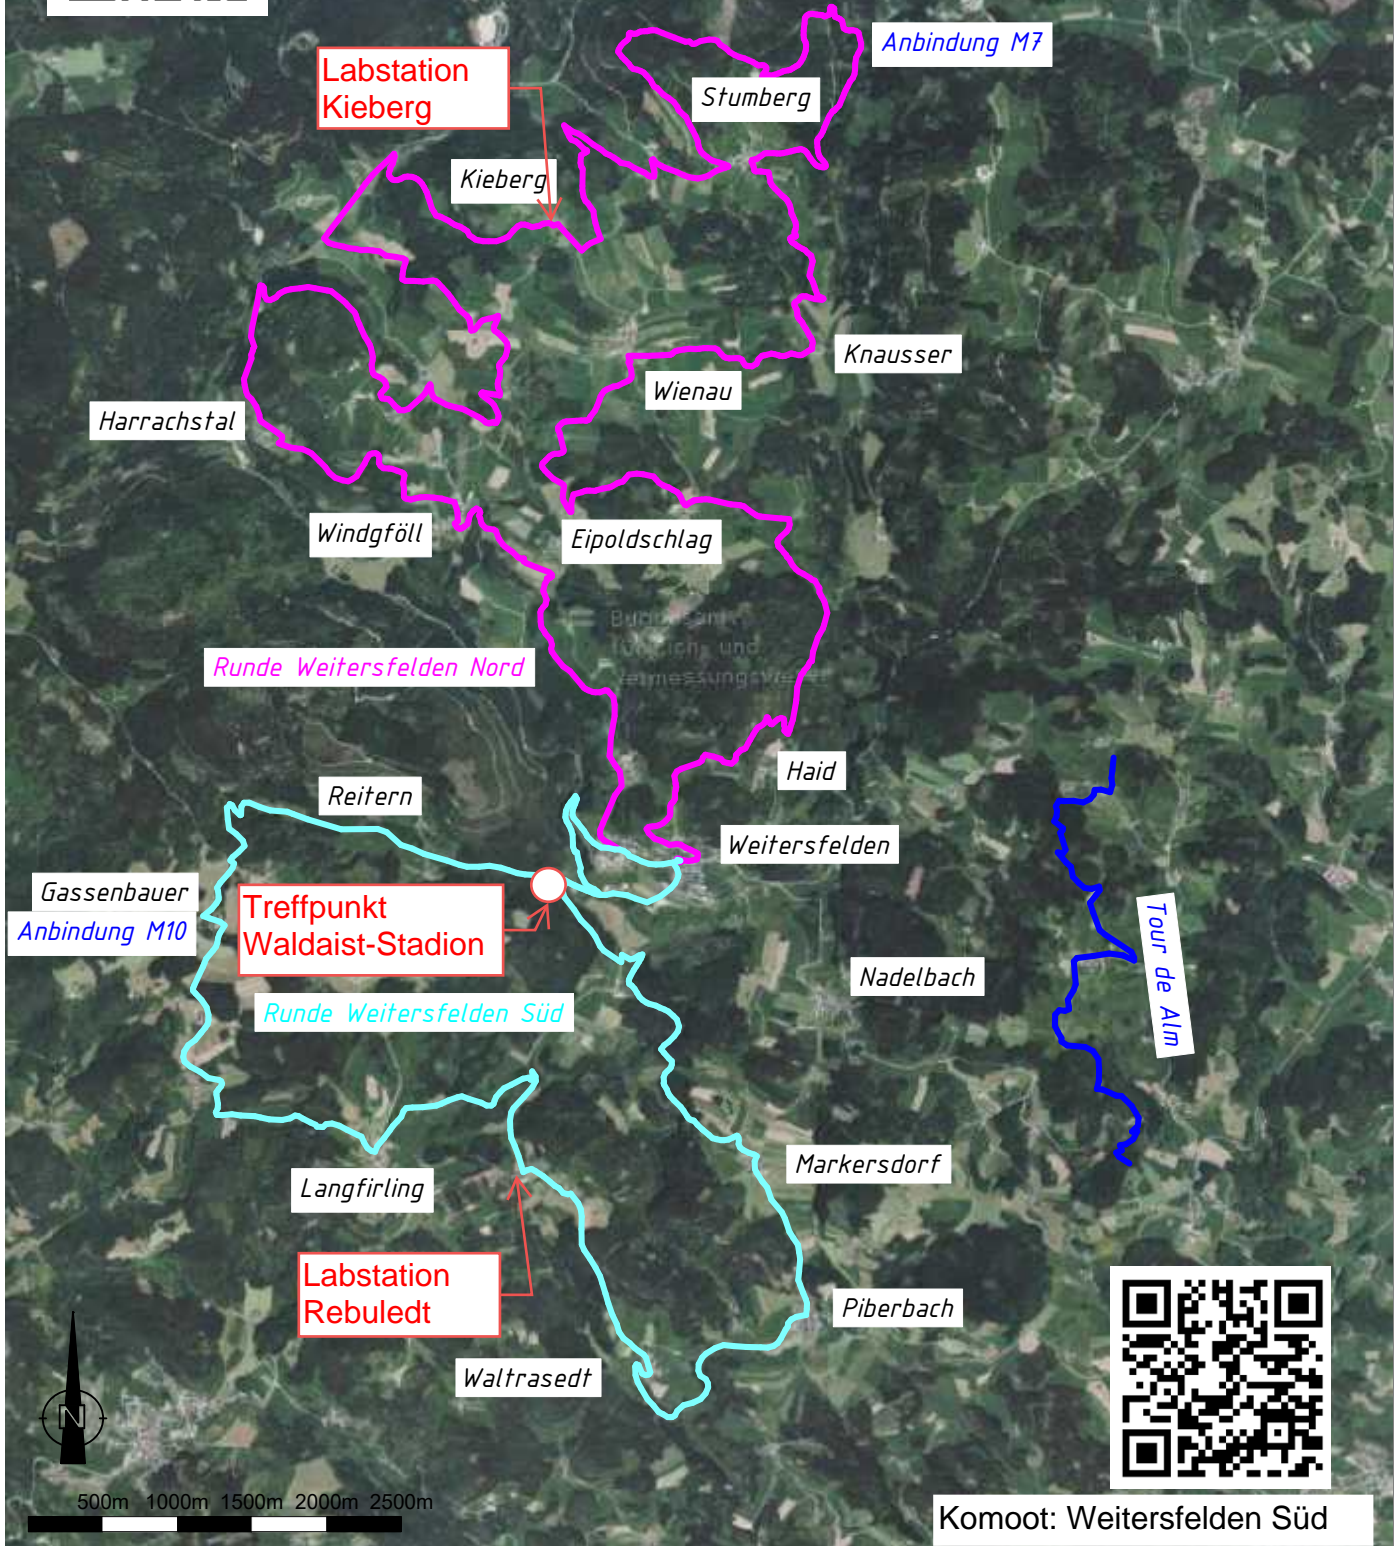 Anbindung M7
Labstation
Kieberg
Stumberg
Kieberg
Knausser
Wienau
Harrachstal
Windgföll
Eipoldschlag
Runde Weitersfelden Nord
Haid
Reitern
Weitersfelden
Gassenbauer
Anbindung M10
Treffpunkt
Waldaist-Stadion
Tour de Alm
Nadelbach
Runde Weitersfelden Süd
Markersdorf
Langfirling
Labstation
Rebuledt
Piberbach
Waltrasedt
N
500m 1000m 1500m 2000m 2500m
Komoot: Weitersfelden Süd